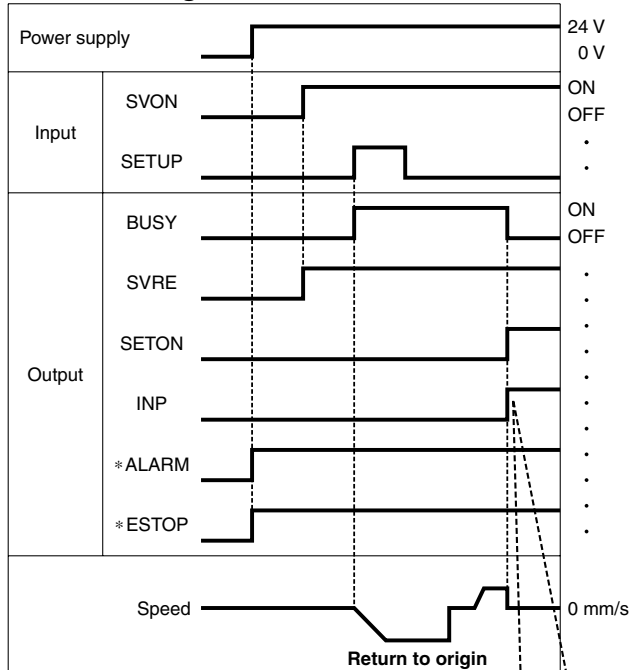 Power supply
24 V
0 V
Input
SVON
ON
OFF
SETUP
Output
BUSY
ON
OFF
SVRE
SETON
INP
*ALARM
*ESTOP
Speed
0 mm/s
Return to origin